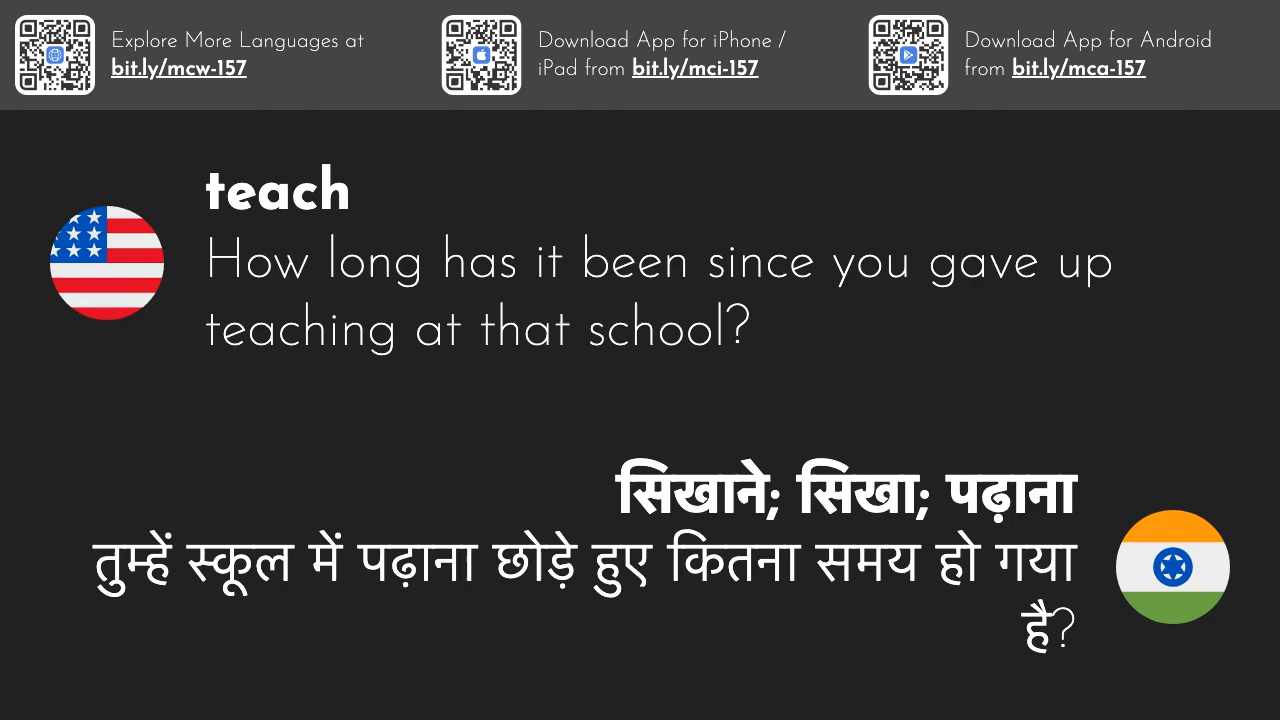 Explore More Languages at
bit.ly/mcw-157
Download App for iPhone /
iPad from bit.ly/mci-157
Download App for Android
from bit.ly/mca-157
teach
How long has it been since you gave up
teaching at that school?
सिखाने; सिखा; पढ़ाना
तुम्हें स्कूल में पढ़ाना छोड़े हुए कितना समय हो गया
है?